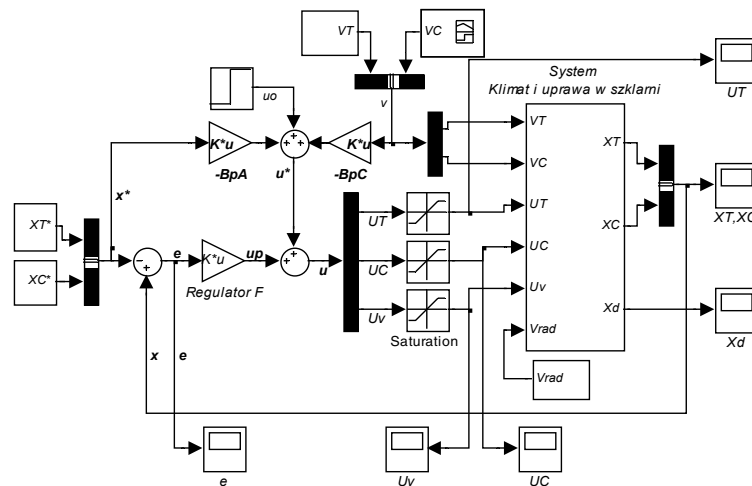 VT
VC
System
Klimat i uprawa w szklarni
UT
uo
v
K*u
+ +
K*u
-BpA
u*
-BpC
VT
XT
VC
XC
x*
UT
UT
XT,XC
XT*
XC*
+
-
e
K*u
up
+
+
u
UC
UC
Uv
Uv
Regulator F
Saturation
Vrad
Xd
Xd
x
e
Vrad
e
Uv
UC